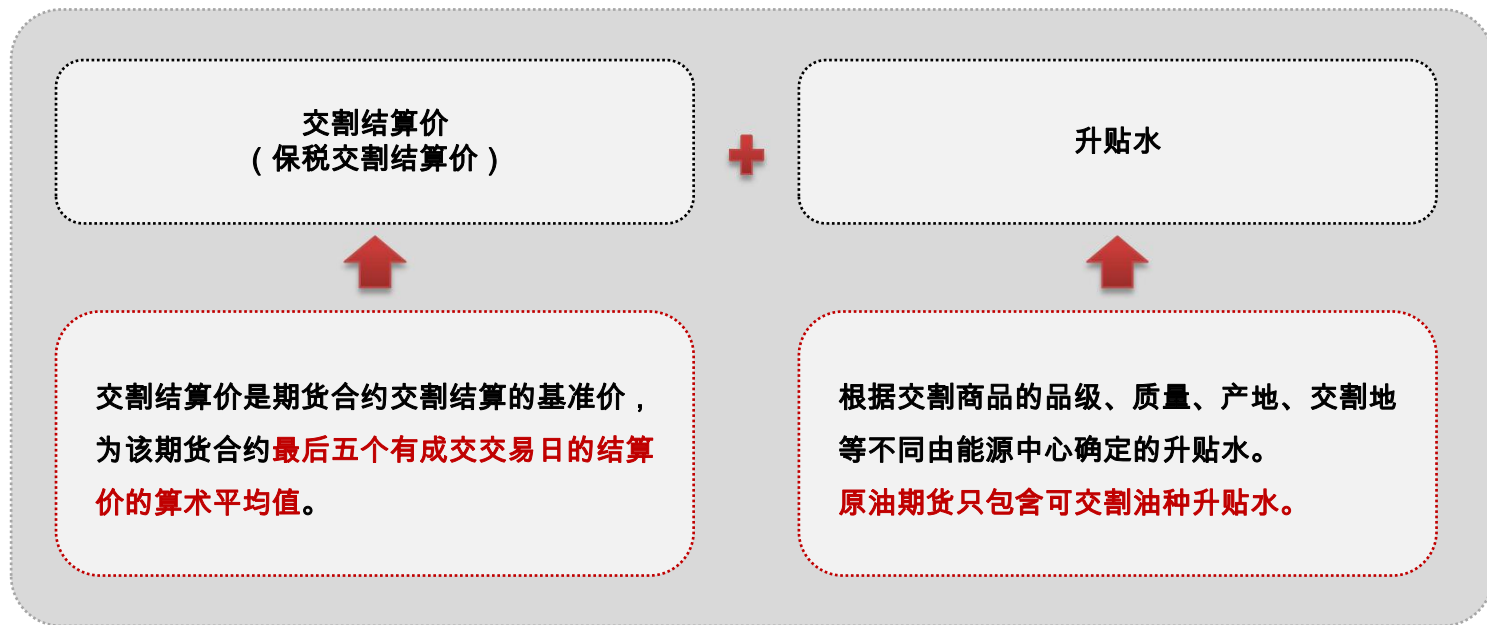 交割结算价
（保税交割结算价）
升贴水
交割结算价是期货合约交割结算的基准价，
为该期货合约最后五个有成交交易日的结算
价的算术平均值。
根据交割商品的品级、质量、产地、交割地
等不同由能源中心确定的升贴水。
原油期货只包含可交割油种升贴水。